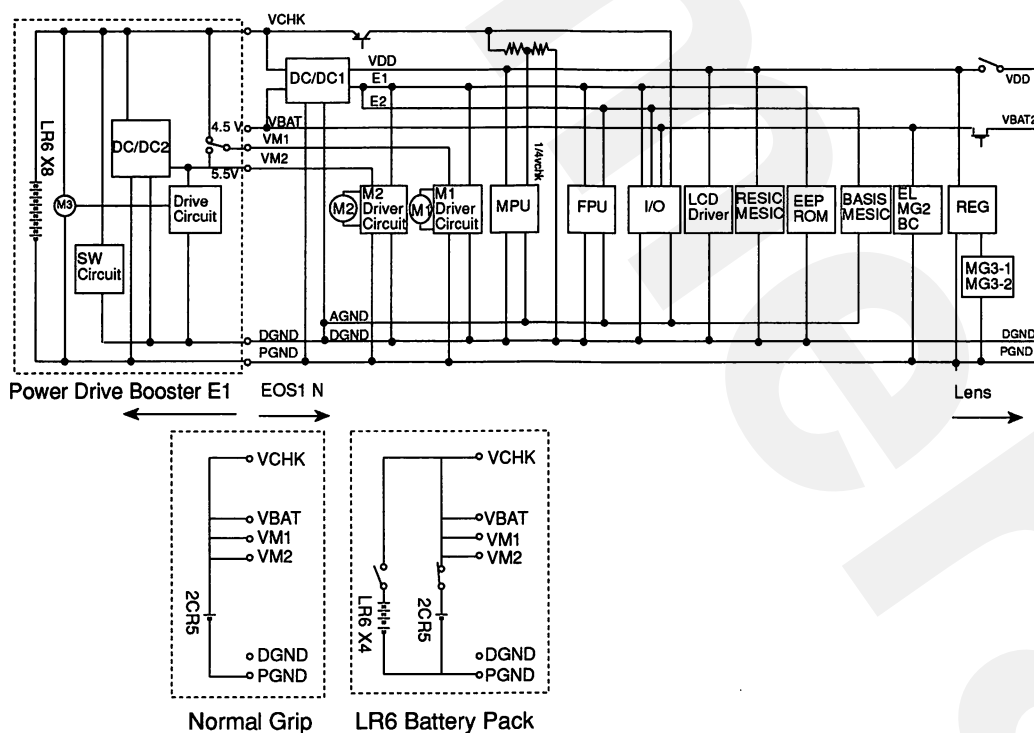 VCHK
DC/DC1
VDD
E1
E2
VDD
LR6 X8
DC/DC2
4.5 V
VBAT
VM1
VM2
5.5V
VBAT2
1/4vchk
M3
Drive
Circuit
SW
Circuit
M2
M2
Driver
Circuit
M1
M1
Driver
Circuit
MPU
FPU
I/O
LCD
Driver
RESIC
MESIC
EEP
ROM
BASIS
MESIC
EL
MG2
BC
REG
MG3-1
MG3-2
AGND
DGND
DGND
DGND
PGND
PGND
Power Drive Booster E1
EOS1 N
Lens
VCHK
VBAT
VM1
VM2
2CR5
DGND
PGND
Normal Grip
VCHK
VBAT
VM1
VM2
LR6 X4
2CR5
DGND
PGND
LR6 Battery Pack